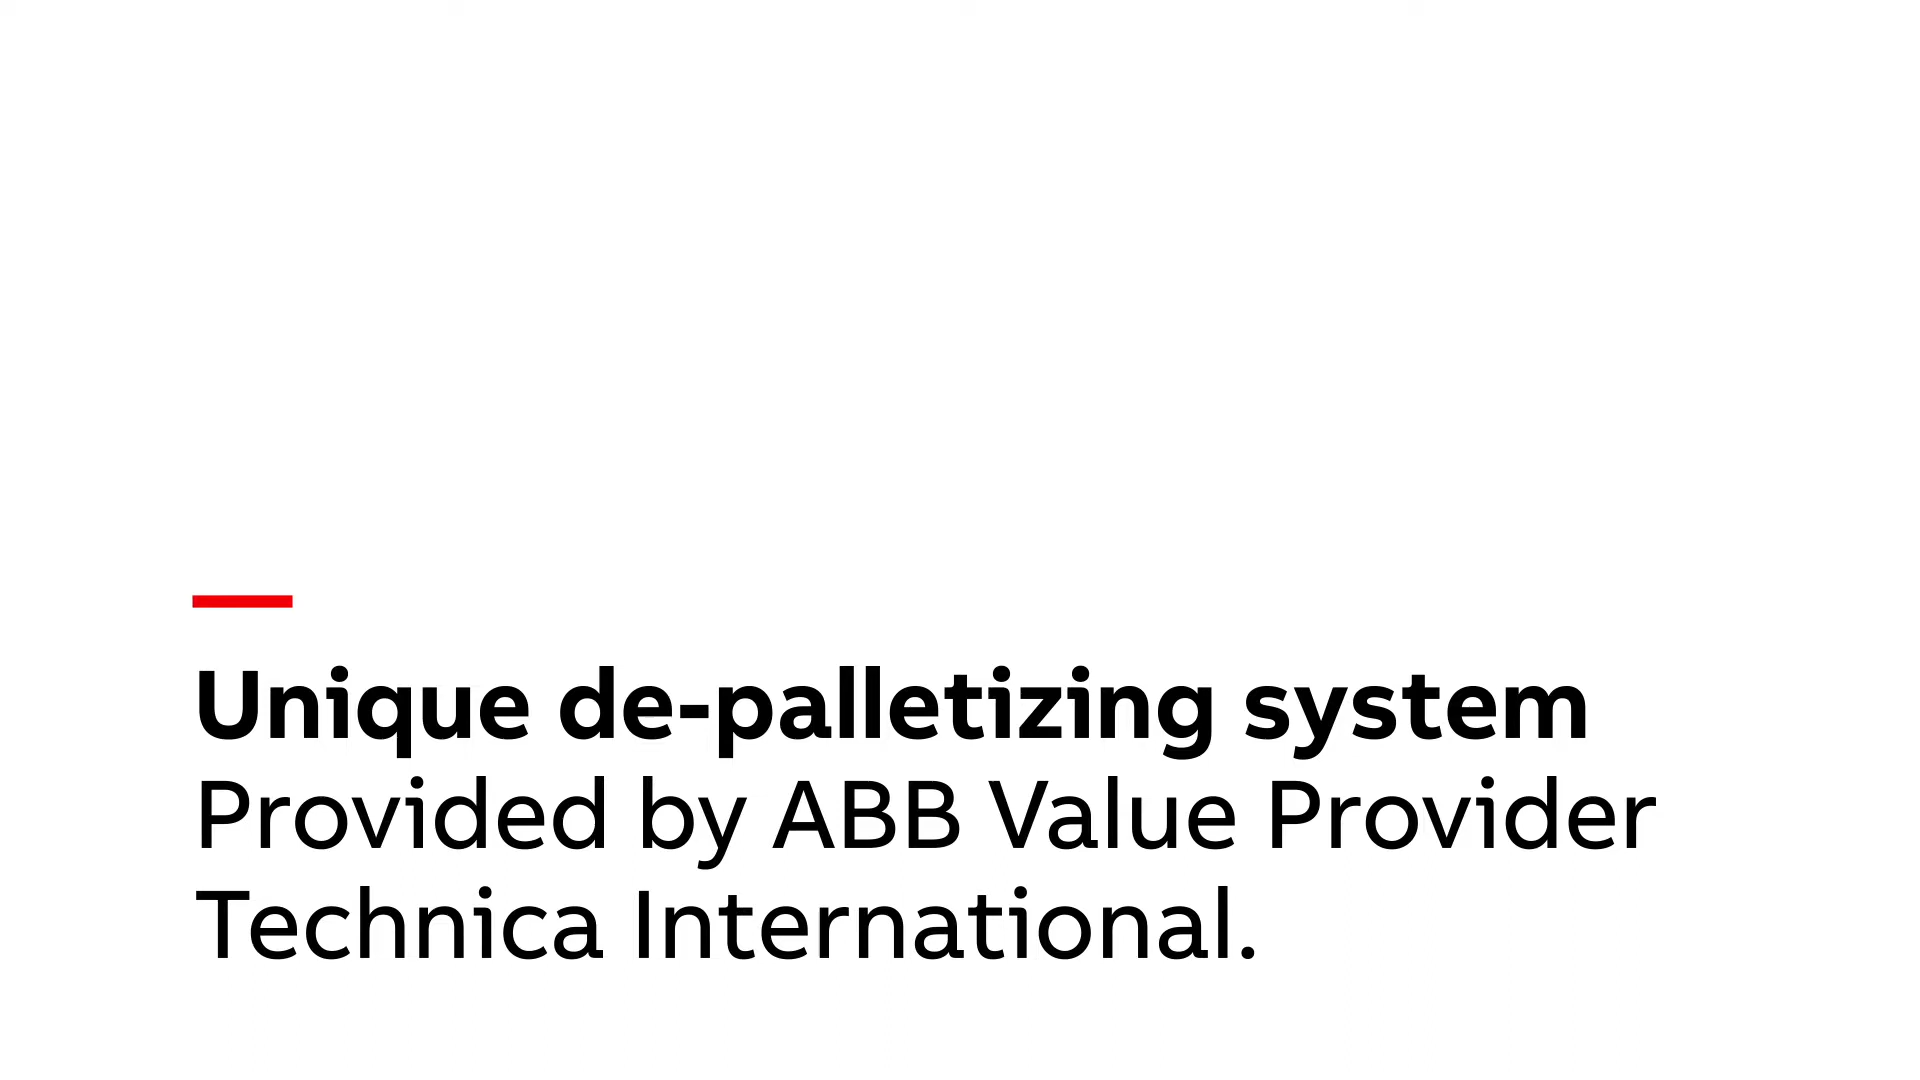 Unique de-palletizing system
Provided by ABB Value Provider
Technica International.